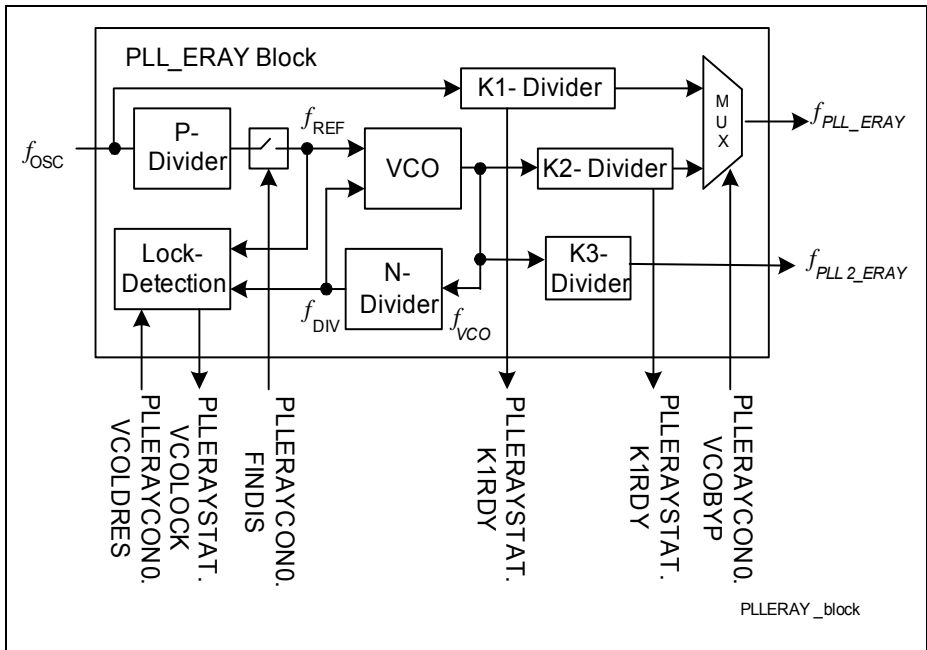 PLL_ERAY Block
K1- Divider
M
U
X
fPLL_ERAY
fOSC
P-
Divider
fREF
VCO
K2- Divider
Lock-
Detection
fDIV
N-
Divider
fVCO
K3-
Divider
fPLL2_ERAY
PLLERAYCON0.
VCOLDRES
PLLERAYSTAT.
VCOLOCK
PLLERAYCON0.
FINDIS
PLLERAYSTAT.
K1RDY
PLLERAYSTAT.
K1RDY
PLLERAYCON0.
VCOBYP
PLLERAY _block